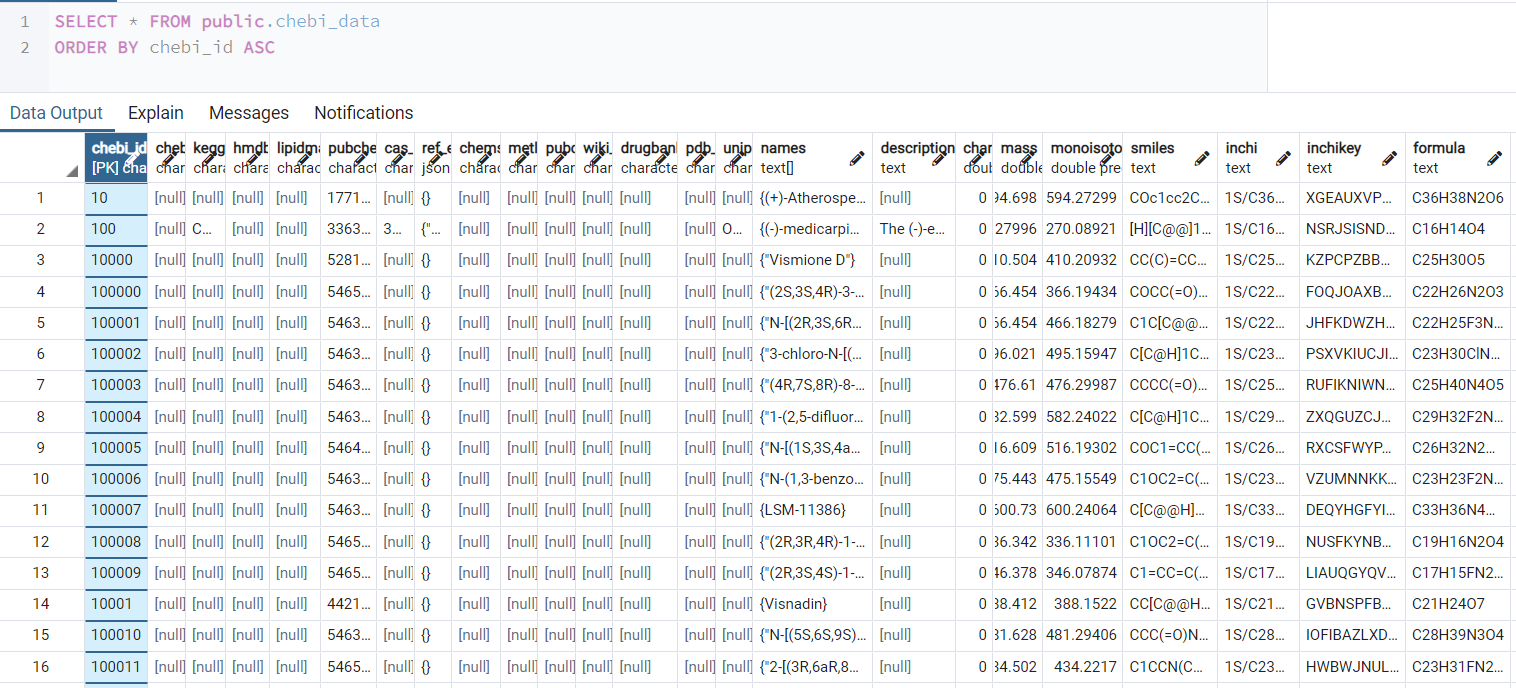 1 SELECT * FROM public.chebi_data
2 ORDER BY chebi_id ASC
Data Output Explain Messages Notifications
chebi_id cheb kegg hmdb lipidma pubche cas_ ref_e chems metl pubc wiki_ drugban pdb_ unip names description char mass monoisoto smiles inchi inchikey formula
[PK] cha char chara chara charac charact char json charac char char char characte char char text[] text doub double double pre text text text text
1 10 [null] [null] [null] [null] 1771... [null] {} [null] [null] [null] [null] [null] [null] [null] {(+)-Atherospe... [null] 0 94.698 594.27299 COc1cc2C... 1S/C36... XGEAUXVP... C36H38N2O6
2 100 [null] C... [null] [null] 3363... 3... {"... [null] [null] [null] [null] [null] [null] O... {(-)-medicarpi... The (-)-e... 0 27996 270.08921 [H][C@@]1... 1S/C16... NSRJSISND... C16H14O4
3 10000 [null] [null] [null] [null] 5281... [null] {} [null] [null] [null] [null] [null] [null] [null] {"Vismione D"} [null] 0 10.504 410.20932 CC(C)=CC... 1S/C25... KZPCPZBB... C25H30O5
4 100000 [null] [null] [null] [null] 5465... [null] {} [null] [null] [null] [null] [null] [null] [null] {"(2S,3S,4R)-3-... [null] 0 66.454 366.19434 COCC(=O)... 1S/C22... FOQJOAXB... C22H26N2O3
5 100001 [null] [null] [null] [null] 5463... [null] {} [null] [null] [null] [null] [null] [null] [null] {"N-[(2R,3S,6R... [null] 0 56.454 466.18279 C1C[C@@... 1S/C22... JHFKDWZH... C22H25F3N...
6 100002 [null] [null] [null] [null] 5463... [null] {} [null] [null] [null] [null] [null] [null] [null] {"3-chloro-N-[(... [null] 0 96.021 495.15947 C[C@H]1C... 1S/C23... PSXVKIUCJI... C23H30ClN...
7 100003 [null] [null] [null] [null] 5463... [null] {} [null] [null] [null] [null] [null] [null] [null] {"(4R,7S,8R)-8-... [null] 0 476.61 476.29987 CCCC(=O)... 1S/C25... RUFIKNIWN... C25H40N4O5
8 100004 [null] [null] [null] [null] 5463... [null] {} [null] [null] [null] [null] [null] [null] [null] {"1-(2,5-difluor... [null] 0 82.599 582.24022 C[C@H]1C... 1S/C29... ZXQGUZCJ... C29H32F2N...
9 100005 [null] [null] [null] [null] 5464... [null] {} [null] [null] [null] [null] [null] [null] [null] {"N-[(1S,3S,4a... [null] 0 16.609 516.19302 COC1=CC(... 1S/C26... RXCSFWYP... C26H32N2...
10 100006 [null] [null] [null] [null] 5463... [null] {} [null] [null] [null] [null] [null] [null] [null] {"N-(1,3-benzo... [null] 0 75.443 475.15549 C1OC2=C(... 1S/C23... VZUMNNKK... C23H23F2N...
11 100007 [null] [null] [null] [null] 5463... [null] {} [null] [null] [null] [null] [null] [null] [null] {LSM-11386} [null] 0 600.73 600.24064 C[C@@H]... 1S/C33... DEQYHGFYI... C33H36N4...
12 100008 [null] [null] [null] [null] 5465... [null] {} [null] [null] [null] [null] [null] [null] [null] {"(2R,3R,4R)-1-... [null] 0 36.342 336.11101 C1OC2=C(... 1S/C19... NUSFKYNB... C19H16N2O4
13 100009 [null] [null] [null] [null] 5465... [null] {} [null] [null] [null] [null] [null] [null] [null] {"(2R,3S,4S)-1-... [null] 0 46.378 346.07874 C1=CC=C(... 1S/C17... LIAUQGYQV... C17H15FN2...
14 10001 [null] [null] [null] [null] 4421... [null] {} [null] [null] [null] [null] [null] [null] [null] {Visnadin} [null] 0 88.412 388.1522 CC[C@@H... 1S/C21... GVBNSPFB... C21H24O7
15 100010 [null] [null] [null] [null] 5463... [null] {} [null] [null] [null] [null] [null] [null] [null] {"N-[(5S,6S,9S)... [null] 0 81.628 481.29406 CCC(=O)N... 1S/C28... IOFIBAZLXD... C28H39N3O4
16 100011 [null] [null] [null] [null] 5465... [null] {} [null] [null] [null] [null] [null] [null] [null] {"2-[(3R,6aR,8... [null] 0 34.502 434.2217 C1CCN(C... 1S/C23... HWBWJNUL... C23H31FN2...